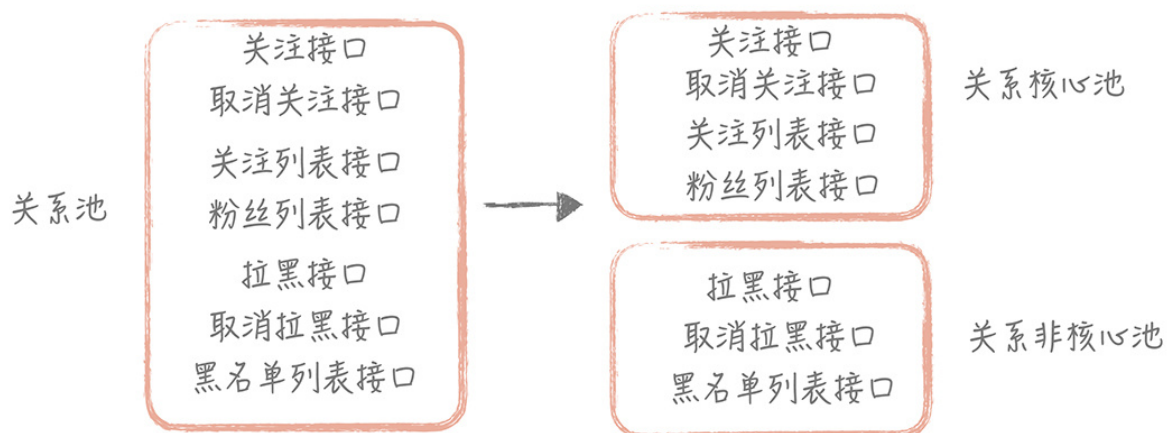 关系池
关注接口
取消关注接口
关注列表接口
粉丝列表接口
拉黑接口
取消拉黑接口
黑名单列表接口
关注接口
取消关注接口
关注列表接口
粉丝列表接口
关系核心池
拉黑接口
取消拉黑接口
黑名单列表接口
关系非核心池